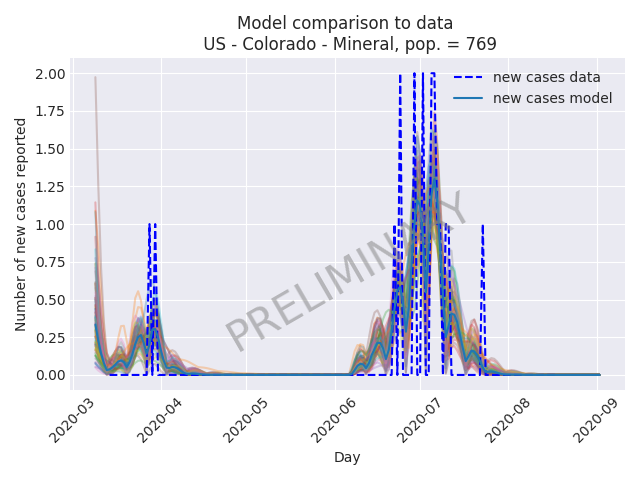 Model comparison to data
US - Colorado - Mineral, pop. = 769
new cases data
new cases model
Number of new cases reported
2.00
1.75
1.50
1.25
1.00
0.75
0.50
0.25
0.00
PRELIMINARY
2020-03
2020-04
2020-05
2020-06
2020-07
2020-08
2020-09
Day